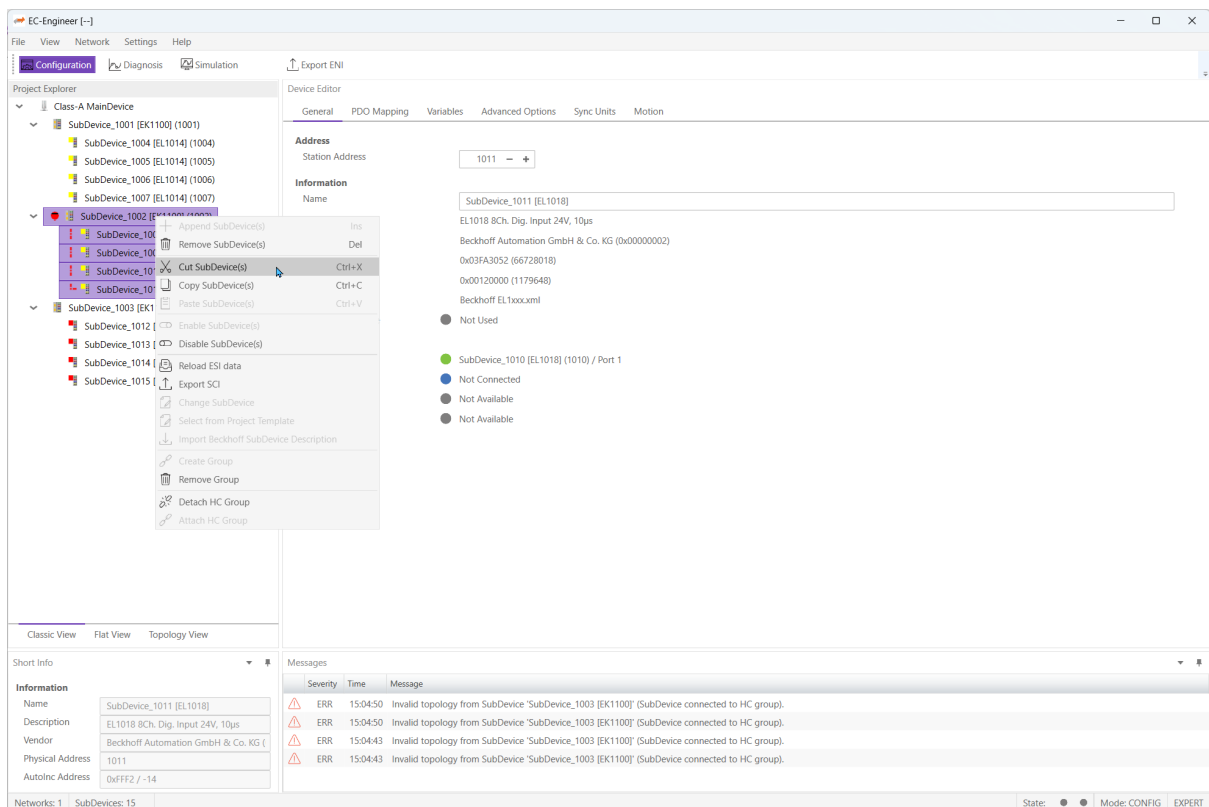 EC-Engineer [--]
File View Network Settings Help
Configuration Diagnosis Simulation Export ENI
Project Explorer
Class-A MainDevice
SubDevice_1001 [EK1100] (1001)
SubDevice_1004 [EL1014] (1004)
SubDevice_1005 [EL1014] (1005)
SubDevice_1006 [EL1014] (1006)
SubDevice_1007 [EL1014] (1007)
SubDevice_1002 [EK1100] (1002)
SubDevice_100
SubDevice_100
SubDevice_101
SubDevice_101
SubDevice_1003 [EK1
SubDevice_1012 [
SubDevice_1013 [
SubDevice_1014 [
SubDevice_1015 [
Append SubDevice(s) Ins
Remove SubDevice(s) Del
Cut SubDevice(s) Ctrl+X
Copy SubDevice(s) Ctrl+C
Paste SubDevice(s) Ctrl+V
Enable SubDevice(s)
Disable SubDevice(s)
Reload ESI data
Export SCI
Change SubDevice
Select from Project Template
Import Beckhoff SubDevice Description
Create Group
Remove Group
Detach HC Group
Attach HC Group
Classic View Flat View Topology View
Device Editor
General PDO Mapping Variables Advanced Options Sync Units Motion
Address
Station Address 1011 − +
Information
Name SubDevice_1011 [EL1018]
EL1018 8Ch. Dig. Input 24V, 10µs
Beckhoff Automation GmbH & Co. KG (0x00000002)
0x03FA3052 (66728018)
0x00120000 (1179648)
Beckhoff EL1xxx.xml
Not Used
SubDevice_1010 [EL1018] (1010) / Port 1
Not Connected
Not Available
Not Available
Short Info
Information
Name SubDevice_1011 [EL1018]
Description EL1018 8Ch. Dig. Input 24V, 10µs
Vendor Beckhoff Automation GmbH & Co. KG (
Physical Address 1011
AutoInc Address 0xFFF2 / -14
Messages
Severity Time Message
ERR 15:04:50 Invalid topology from SubDevice 'SubDevice_1003 [EK1100]' (SubDevice connected to HC group).
ERR 15:04:50 Invalid topology from SubDevice 'SubDevice_1003 [EK1100]' (SubDevice connected to HC group).
ERR 15:04:43 Invalid topology from SubDevice 'SubDevice_1003 [EK1100]' (SubDevice connected to HC group).
ERR 15:04:43 Invalid topology from SubDevice 'SubDevice_1003 [EK1100]' (SubDevice connected to HC group).
Networks: 1 SubDevices: 15 State: Mode: CONFIG EXPERT